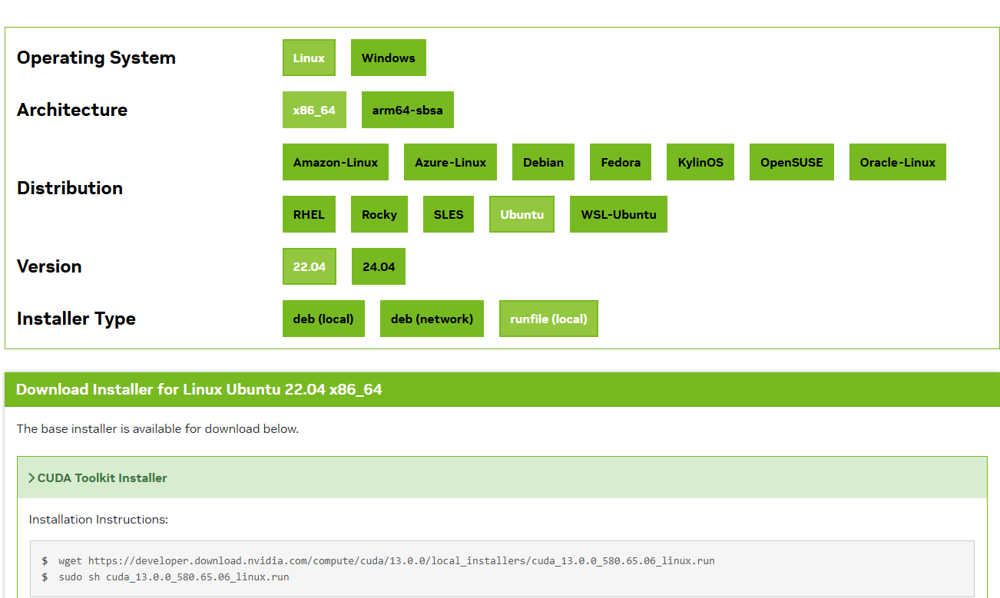 Operating System
Linux Windows
Architecture
x86_64 arm64-sbsa
Distribution
Amazon-Linux Azure-Linux Debian Fedora KylinOS OpenSUSE Oracle-Linux
RHEL Rocky SLES Ubuntu WSL-Ubuntu
Version
22.04 24.04
Installer Type
deb (local) deb (network) runfile (local)
Download Installer for Linux Ubuntu 22.04 x86_64
The base installer is available for download below.
CUDA Toolkit Installer
Installation Instructions:
$ wget https://developer.download.nvidia.com/compute/cuda/13.0.0/local_installers/cuda_13.0.0_580.65.06_linux.run
$ sudo sh cuda_13.0.0_580.65.06_linux.run